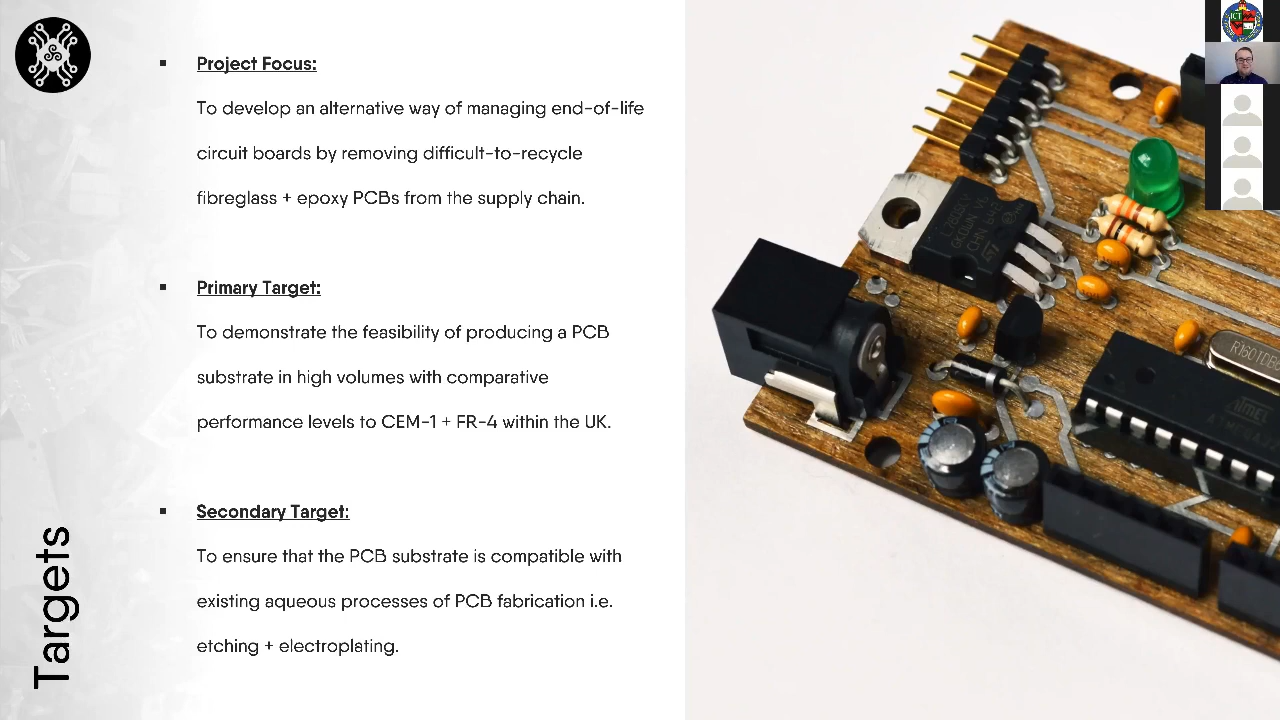 Project Focus:
To develop an alternative way of managing end-of-life
circuit boards by removing difficult-to-recycle
fibreglass + epoxy PCBs from the supply chain.
Primary Target:
To demonstrate the feasibility of producing a PCB
substrate in high volumes with comparative
performance levels to CEM-1 + FR-4 within the UK.
Secondary Target:
To ensure that the PCB substrate is compatible with
existing aqueous processes of PCB fabrication i.e.
etching + electroplating.
Targets
ICT